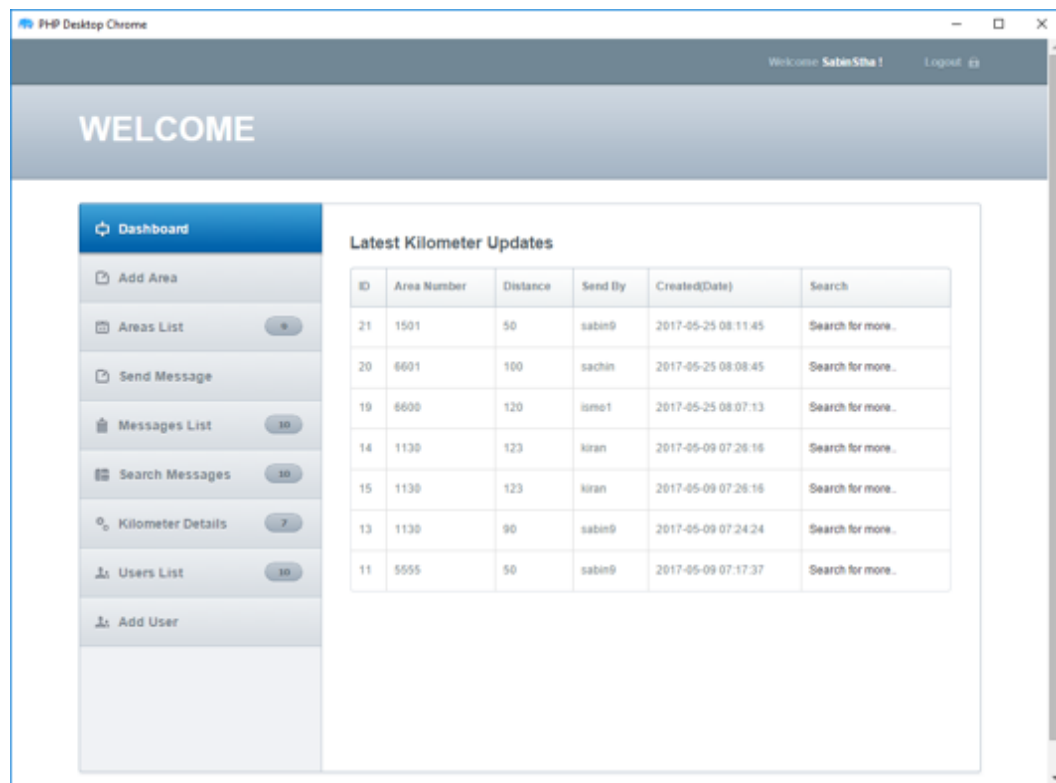 PHP Desktop Chrome
Welcome SabinStha ! Logout
WELCOME
Dashboard
Add Area
Areas List 9
Send Message
Messages List 10
Search Messages 10
Kilometer Details 7
Users List 10
Add User
Latest Kilometer Updates
ID Area Number Distance Send By Created(Date) Search
21 1501 50 sabin9 2017-05-25 08:11:45 Search for more..
20 6601 100 sachin 2017-05-25 08:08:45 Search for more..
19 6600 120 ismo1 2017-05-25 08:07:13 Search for more..
14 1130 123 kiran 2017-05-09 07:26:16 Search for more..
15 1130 123 kiran 2017-05-09 07:26:16 Search for more..
13 1130 90 sabin9 2017-05-09 07:24:24 Search for more..
11 5555 50 sabin9 2017-05-09 07:17:37 Search for more..